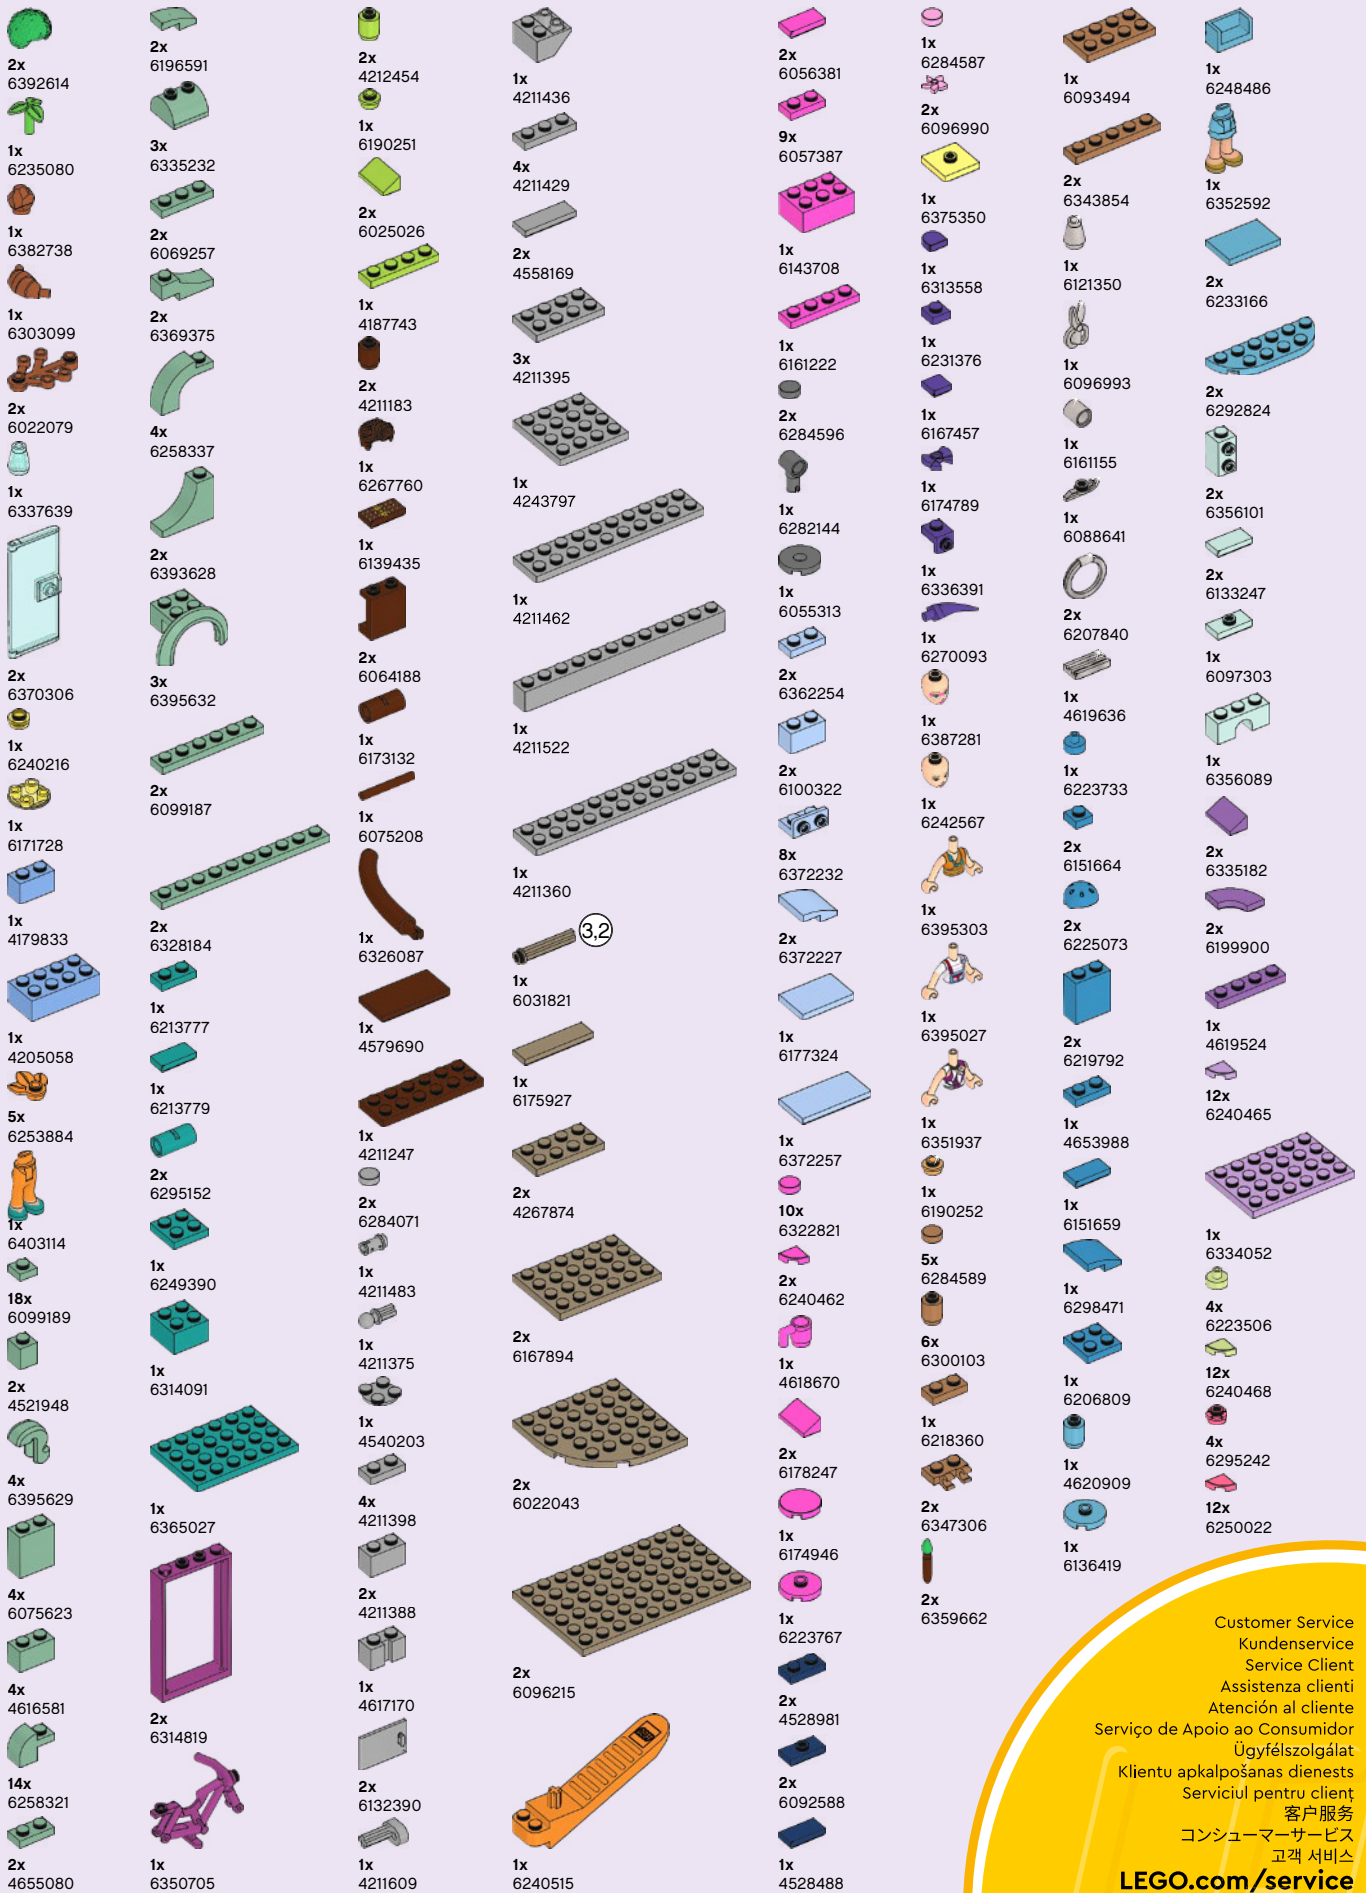 2x
6392614
1x
6235080
1x
6382738
1x
6303099
2x
6022079
1x
6337639
2x
6370306
1x
6240216
1x
6171728
1x
4179833
1x
4205058
5x
6253884
1x
6403114
18x
6099189
2x
4521948
4x
6395629
4x
6075623
4x
4616581
14x
6258321
2x
4655080
2x
6196591
3x
6335232
2x
6069257
2x
6369375
4x
6258337
2x
6393628
3x
6395632
2x
6099187
2x
6328184
1x
6213777
1x
6213779
2x
6295152
1x
6249390
1x
6314091
1x
6365027
2x
6314819
1x
6350705
2x
4212454
1x
6190251
2x
6025026
1x
4187743
2x
4211183
1x
6267760
1x
6139435
2x
6064188
1x
6173132
1x
6075208
1x
6326087
1x
4579690
1x
4211247
2x
6284071
1x
4211483
1x
4211375
1x
4540203
4x
4211398
2x
4211388
1x
4617170
2x
6132390
1x
4211609
1x
4211436
4x
4211429
2x
4558169
3x
4211395
1x
4243797
1x
4211462
1x
4211522
1x
4211360
3,2
1x
6031821
1x
6175927
2x
4267874
2x
6167894
2x
6022043
2x
6096215
1x
6240515
2x
6056381
9x
6057387
1x
6143708
1x
6161222
2x
6284596
1x
6282144
1x
6055313
2x
6362254
2x
6100322
8x
6372232
2x
6372227
1x
6177324
1x
6372257
10x
6322821
2x
6240462
1x
4618670
2x
6178247
1x
6174946
1x
6223767
2x
4528981
2x
6092588
1x
4528488
1x
6284587
2x
6096990
1x
6375350
1x
6313558
1x
6231376
1x
6167457
1x
6174789
1x
6336391
1x
6270093
1x
6387281
1x
6242567
1x
6395303
1x
6395027
1x
6351937
1x
6190252
5x
6284589
6x
6300103
1x
6218360
2x
6347306
2x
6359662
1x
6093494
2x
6343854
1x
6121350
1x
6096993
1x
6161155
1x
6088641
2x
6207840
1x
4619636
1x
6223733
2x
6151664
2x
6225073
2x
6219792
1x
4653988
1x
6151659
1x
6298471
1x
6206809
1x
4620909
1x
6136419
1x
6248486
1x
6352592
2x
6233166
2x
6292824
2x
6356101
2x
6133247
1x
6097303
1x
6356089
2x
6335182
2x
6199900
1x
4619524
12x
6240465
1x
6334052
4x
6223506
12x
6240468
4x
6295242
12x
6250022
Customer Service
Kundenservice
Service Client
Assistenza clienti
Atención al cliente
Serviço de Apoio ao Consumidor
Ügyfélszolgálat
Klientu apkalpošanas dienests
Serviciul pentru clienț
客户服务
コンシューマーサービス
고객 서비스
LEGO.com/service